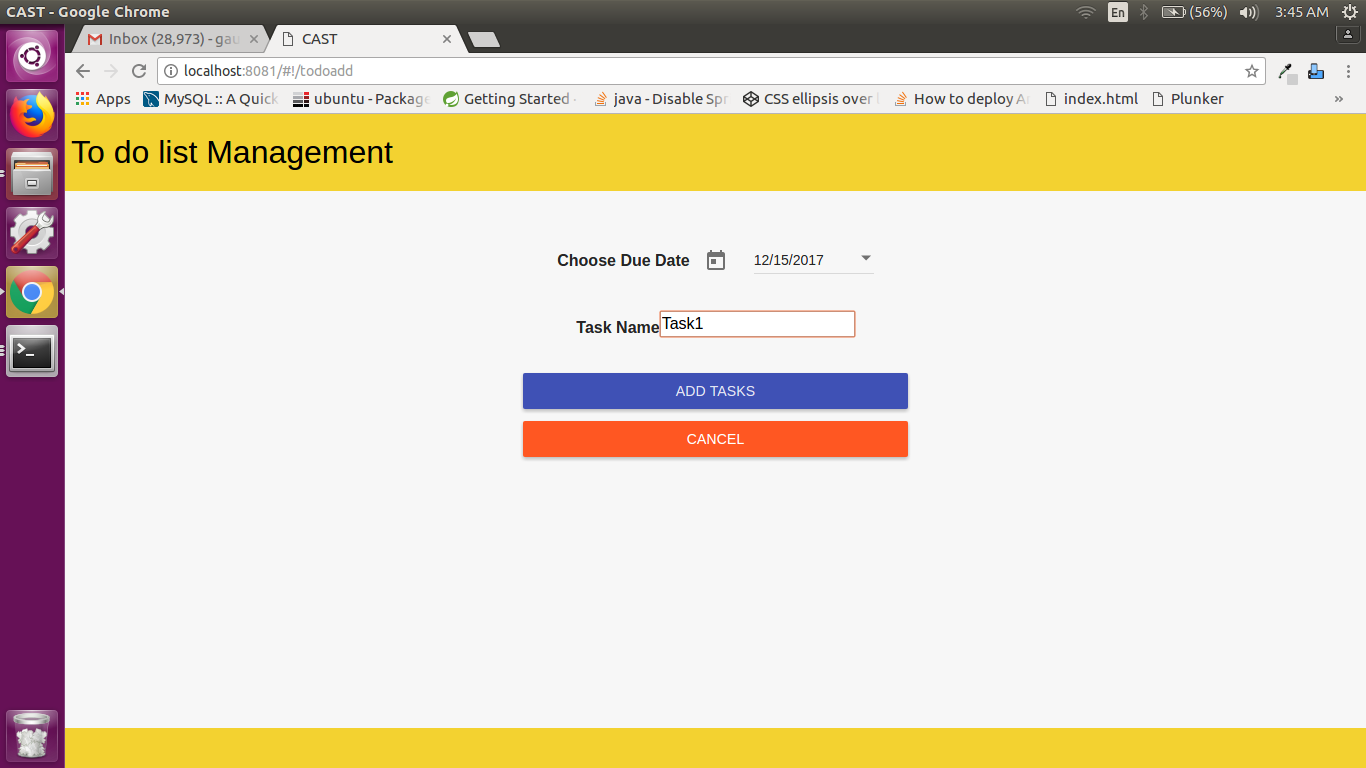 CAST - Google Chrome
En (56%) 3:45 AM
Inbox (28,973) - gau
CAST
localhost:8081/#!/todoadd
Apps MySQL :: A Quick ubuntu - Package Getting Started - java - Disable Spr CSS ellipsis over How to deploy An index.html Plunker »
To do list Management
Choose Due Date 12/15/2017
Task Name Task1
ADD TASKS
CANCEL